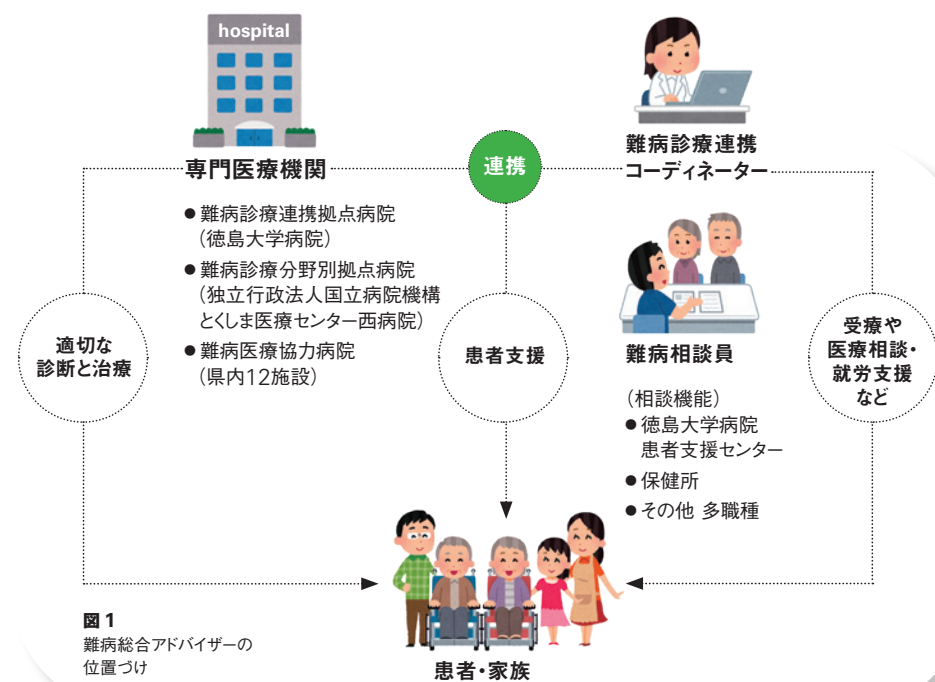 hospital
専門医療機関
●難病診療連携拠点病院
(徳島大学病院)
●難病診療分野別拠点病院
(独立行政法人国立病院機構
とくしま医療センター西病院)
●難病医療協力病院
(県内12施設)
連携
難病診療連携
コーディネーター
難病相談員
(相談機能)
●徳島大学病院
患者支援センター
●保健所
●その他 多職種
適切な
診断と治療
患者支援
受療や
医療相談・
就労支援
など
患者・家族
図1
難病総合アドバイザーの
位置づけ